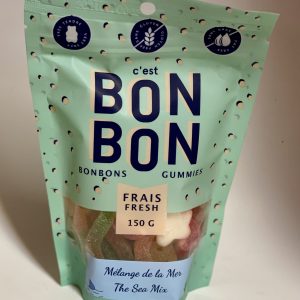 c'est
BON
BON
BONBONS GUMMIES
FRAIS
FRESH
150 G
Mélange de la Mer
The Sea Mix